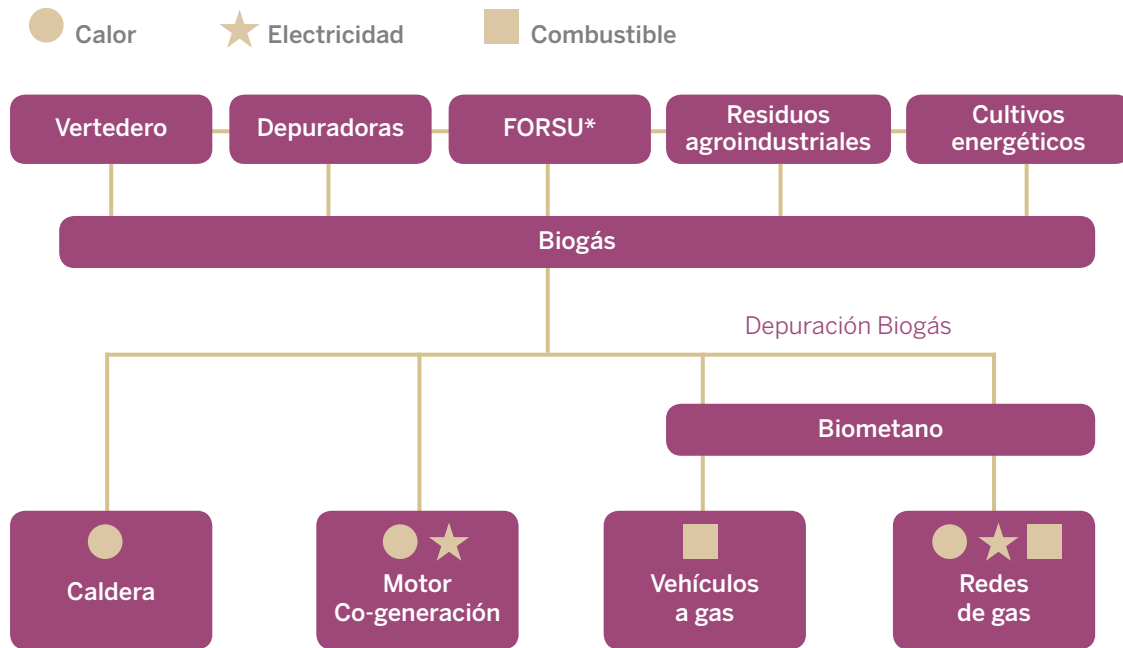 Calor
Electricidad
Combustible
Vertedero
Depuradoras
FORSU*
Residuos
agroindustriales
Cultivos
energéticos
Biogás
Depuración Biogás
Biometano
Caldera
Motor
Co-generación
Vehículos
a gas
Redes
de gas